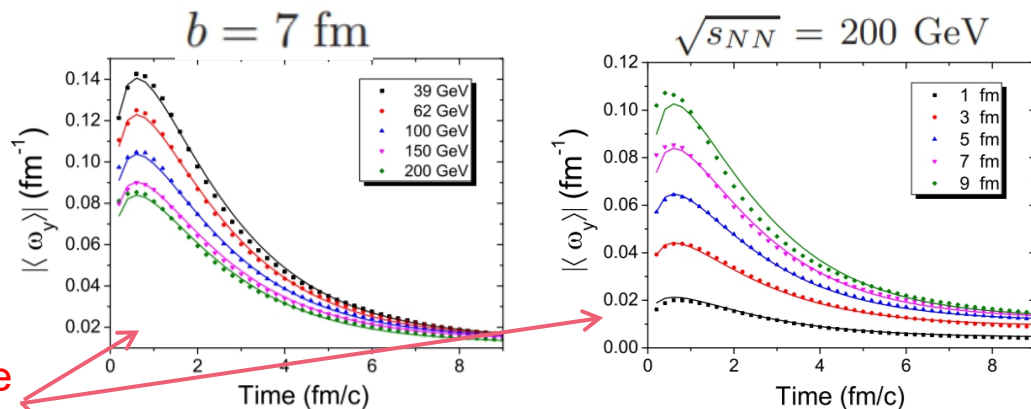 b = 7 fm
√s_NN = 200 GeV
0.14
0.12
0.10
0.08
0.06
0.04
0.02
|⟨ ω_y⟩| (fm⁻¹)
39 GeV
62 GeV
100 GeV
150 GeV
200 GeV
0 2 4 6 8
Time (fm/c)
0.12
0.10
0.08
0.06
0.04
0.02
0.00
|⟨ ω_y⟩| (fm⁻¹)
1 fm
3 fm
5 fm
7 fm
9 fm
0 2 4 6 8
Time (fm/c)